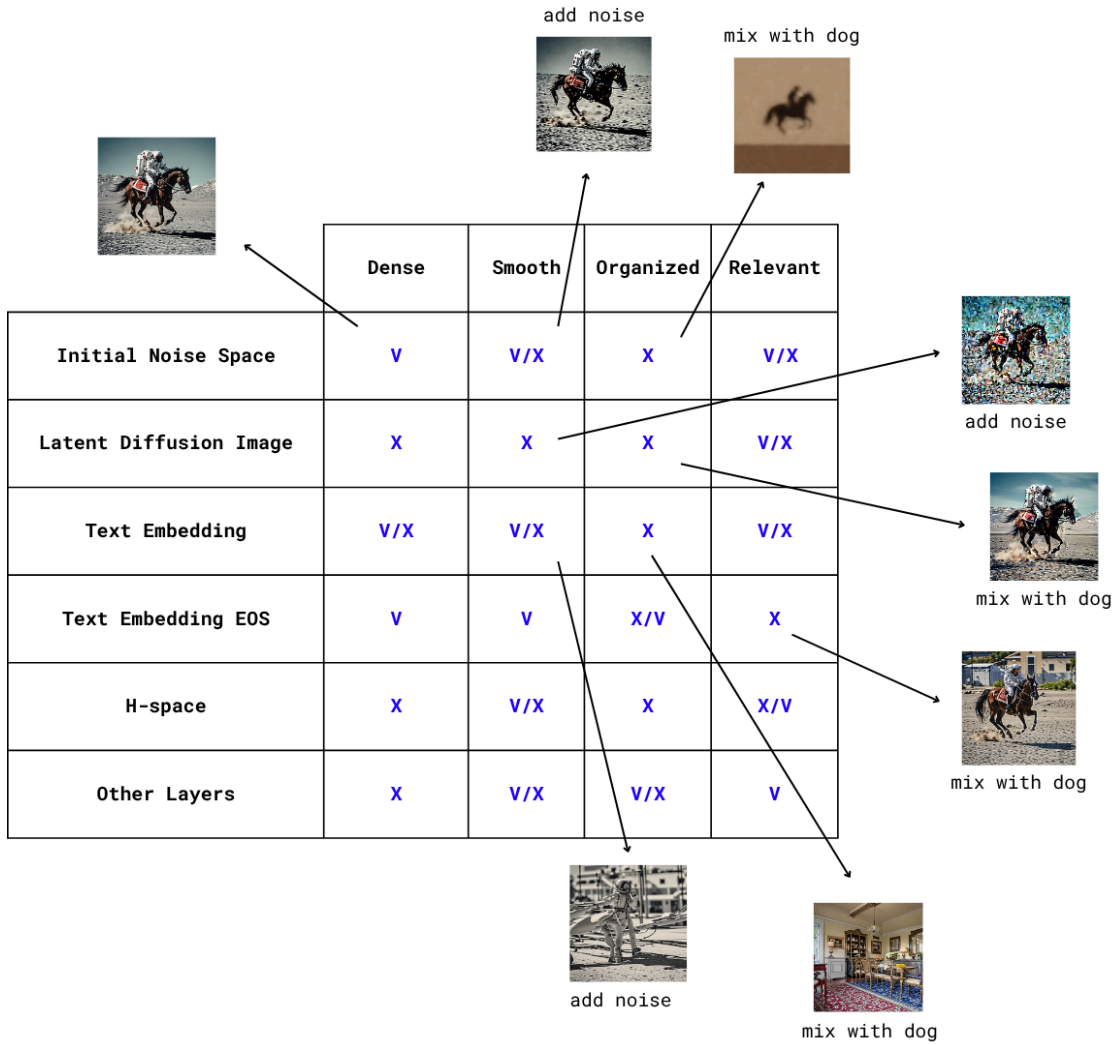 add noise
mix with dog
Dense Smooth Organized Relevant
Initial Noise Space V V/X X V/X
add noise
Latent Diffusion Image X X X V/X
Text Embedding V/X V/X X V/X
mix with dog
Text Embedding EOS V V X/V X
H-space X V/X X X/V
mix with dog
Other Layers X V/X V/X V
add noise
mix with dog